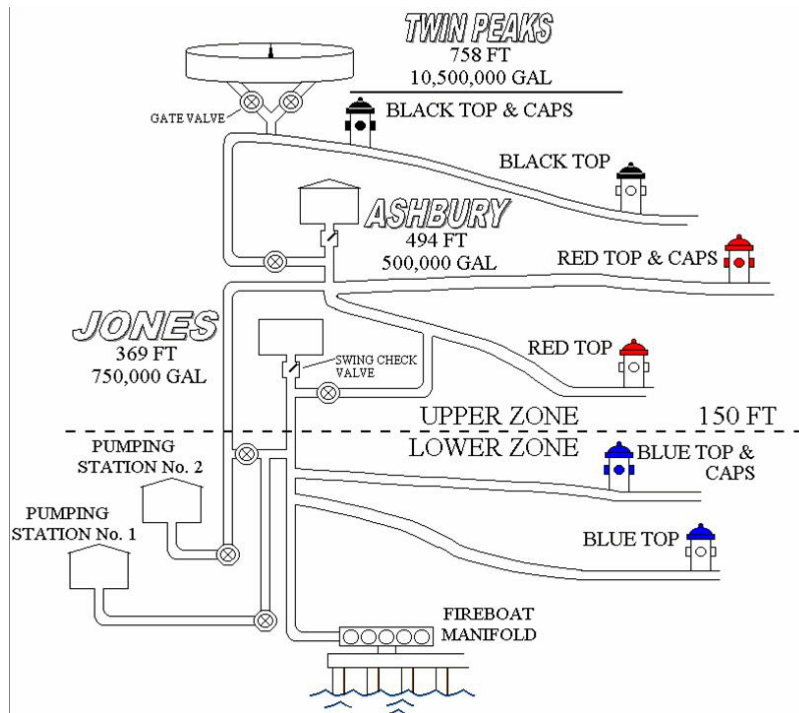 TWIN PEAKS
758 FT
10,500,000 GAL
GATE VALVE
BLACK TOP & CAPS
BLACK TOP
ASHBURY
494 FT
500,000 GAL
RED TOP & CAPS
JONES
369 FT
750,000 GAL
SWING CHECK
VALVE
RED TOP
UPPER ZONE 150 FT
LOWER ZONE
PUMPING
STATION No. 2
BLUE TOP &
CAPS
PUMPING
STATION No. 1
BLUE TOP
FIREBOAT
MANIFOLD